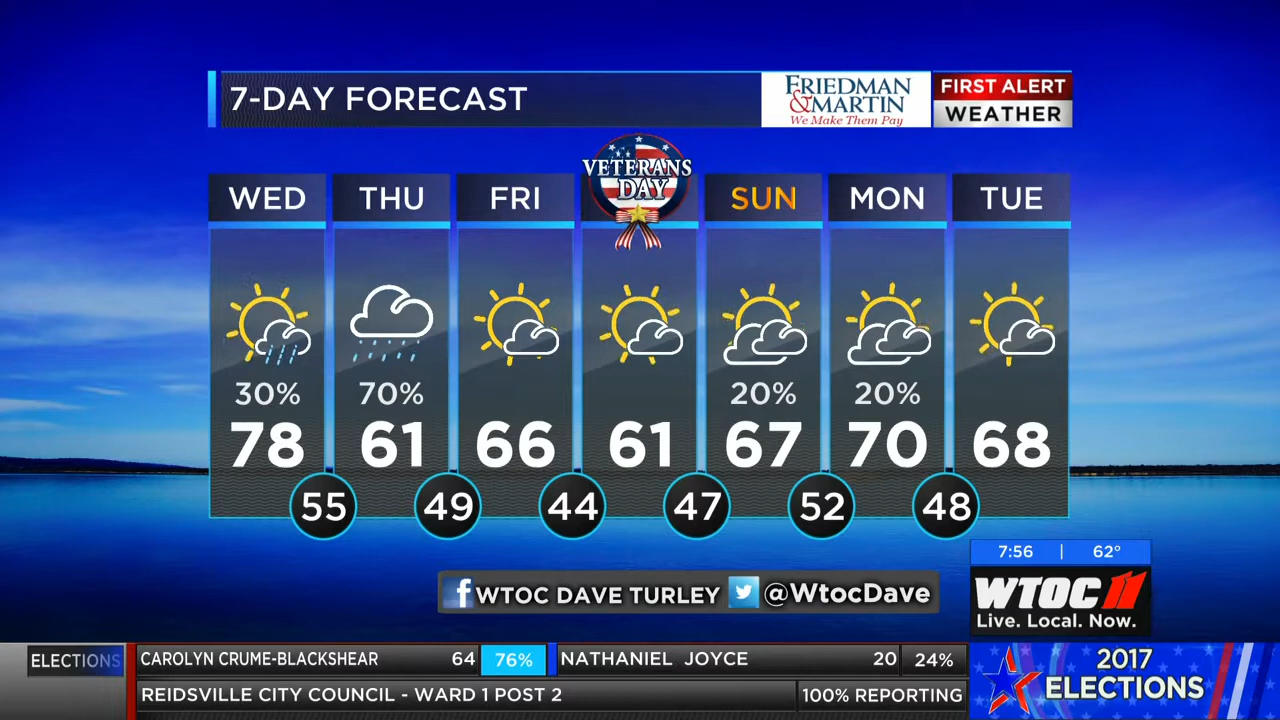 7-DAY FORECAST
FRIEDMAN
&MARTIN
We Make Them Pay
FIRST ALERT
WEATHER
WED
THU
FRI
VETERANS
DAY
SUN
MON
TUE
30%
70%
20%
20%
78
61
66
61
67
70
68
55
49
44
47
52
48
7:56 | 62°
WTOC 11
Live. Local. Now.
f WTOC DAVE TURLEY @WtocDave
ELECTIONS
CAROLYN CRUME-BLACKSHEAR 64 76% NATHANIEL JOYCE 20 24%
REIDSVILLE CITY COUNCIL - WARD 1 POST 2 100% REPORTING
2017
ELECTIONS